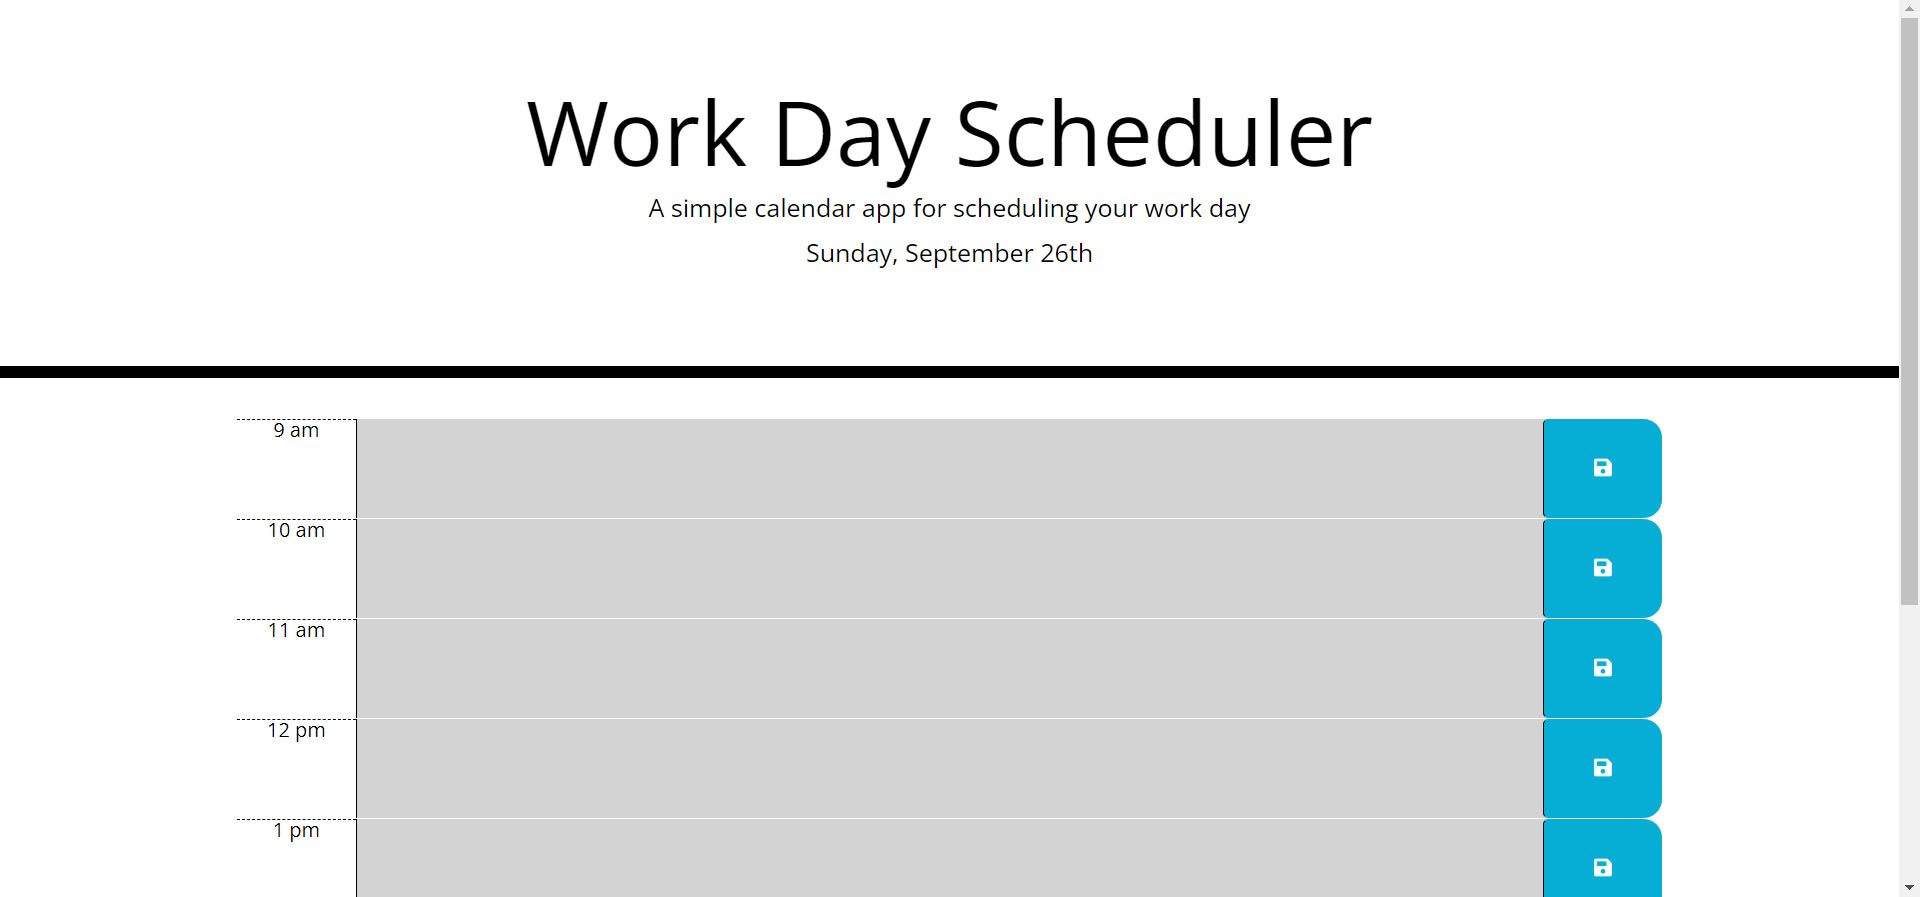 Work Day Scheduler
A simple calendar app for scheduling your work day
Sunday, September 26th
9 am
10 am
11 am
12 pm
1 pm